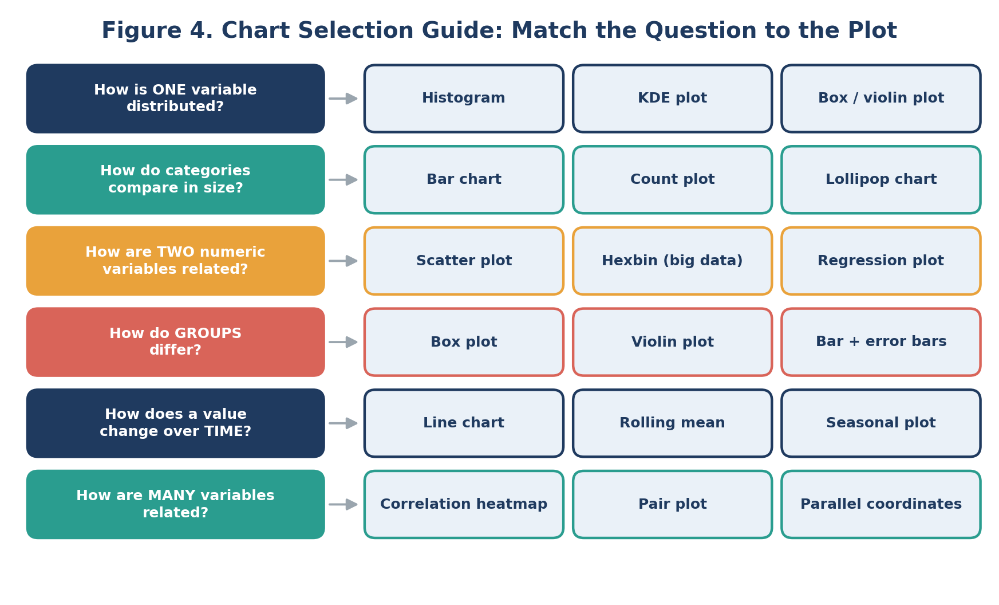 Figure 4. Chart Selection Guide: Match the Question to the Plot
How is ONE variable
distributed?
Histogram
KDE plot
Box / violin plot
How do categories
compare in size?
Bar chart
Count plot
Lollipop chart
How are TWO numeric
variables related?
Scatter plot
Hexbin (big data)
Regression plot
How do GROUPS
differ?
Box plot
Violin plot
Bar + error bars
How does a value
change over TIME?
Line chart
Rolling mean
Seasonal plot
How are MANY variables
related?
Correlation heatmap
Pair plot
Parallel coordinates